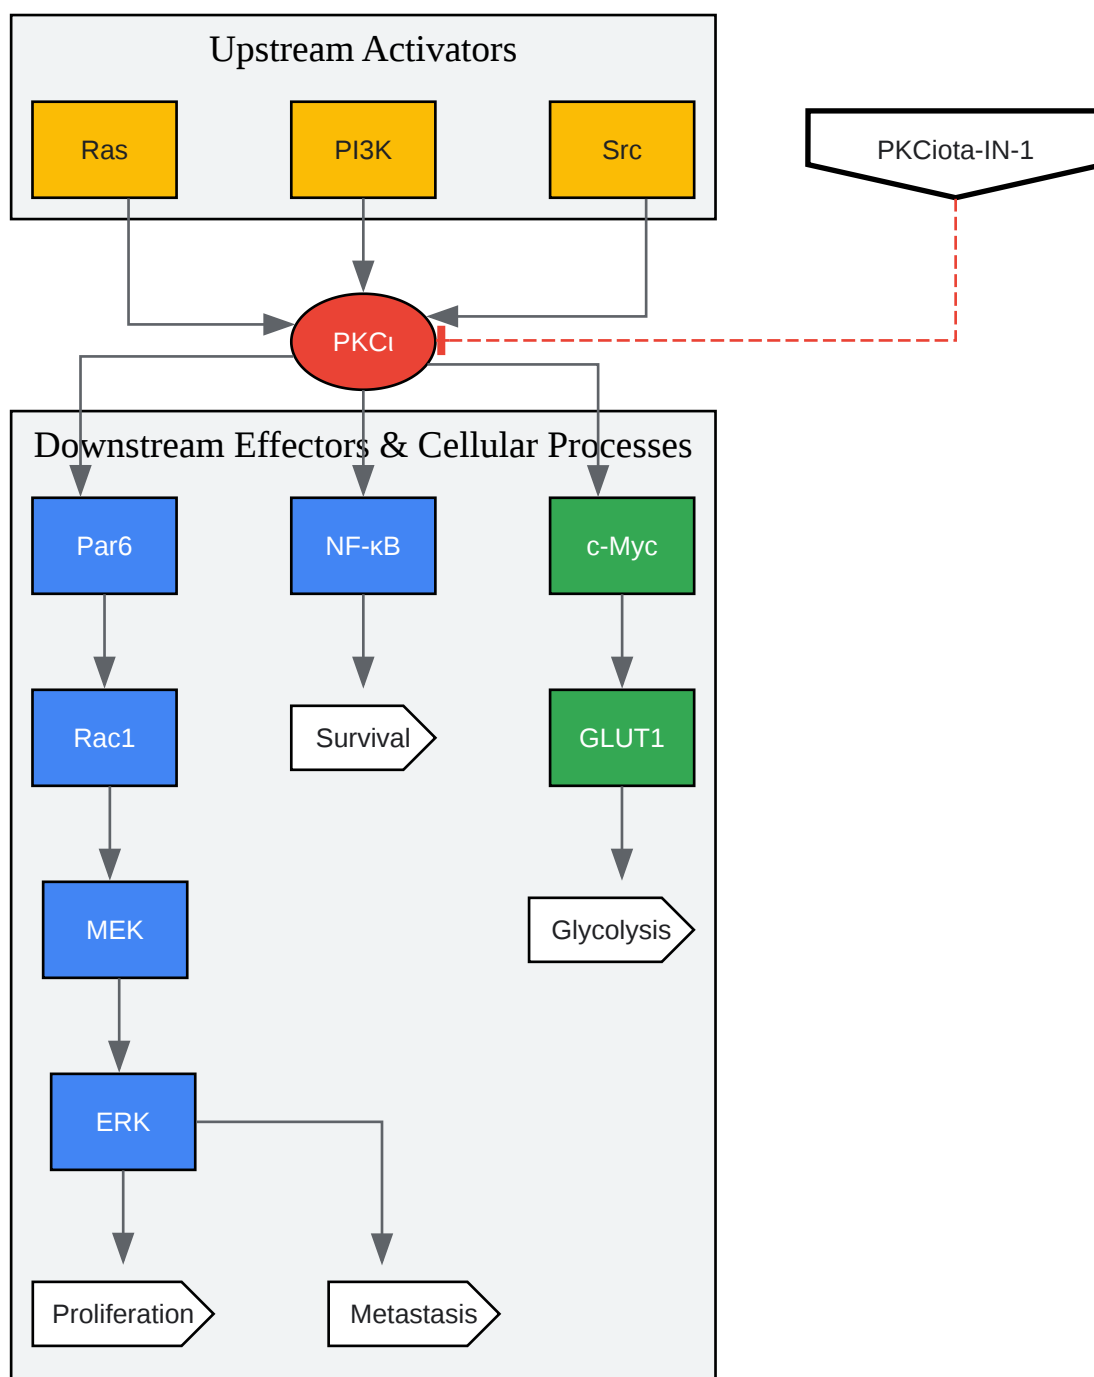 Upstream Activators
Ras
PI3K
Src
PKCiota-IN-1
PKCι
Downstream Effectors & Cellular Processes
Par6
NF-κB
c-Myc
Rac1
Survival
GLUT1
MEK
Glycolysis
ERK
Proliferation
Metastasis